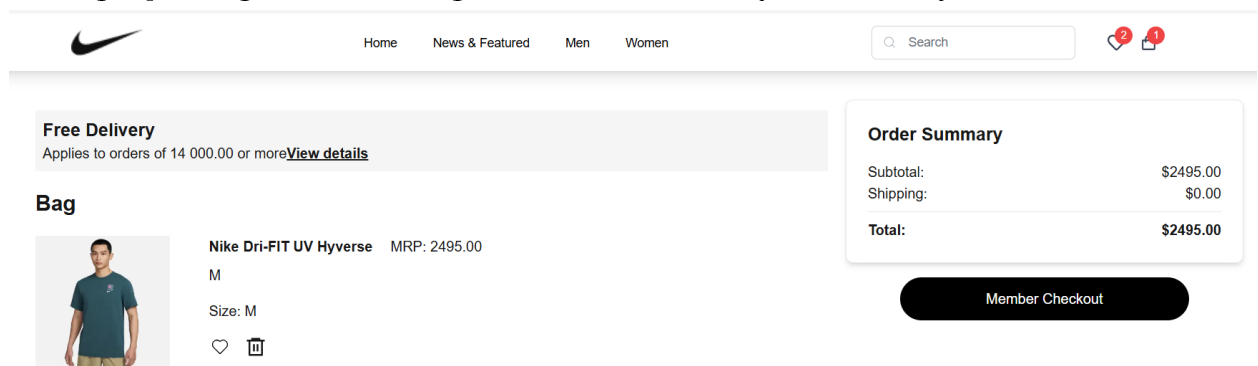 Home News & Featured Men Women Search 2 1
Free Delivery
Applies to orders of 14 000.00 or moreView details
Bag
Nike Dri-FIT UV Hyverse MRP: 2495.00
M
Size: M
Order Summary
Subtotal: $2495.00
Shipping: $0.00
Total: $2495.00
Member Checkout